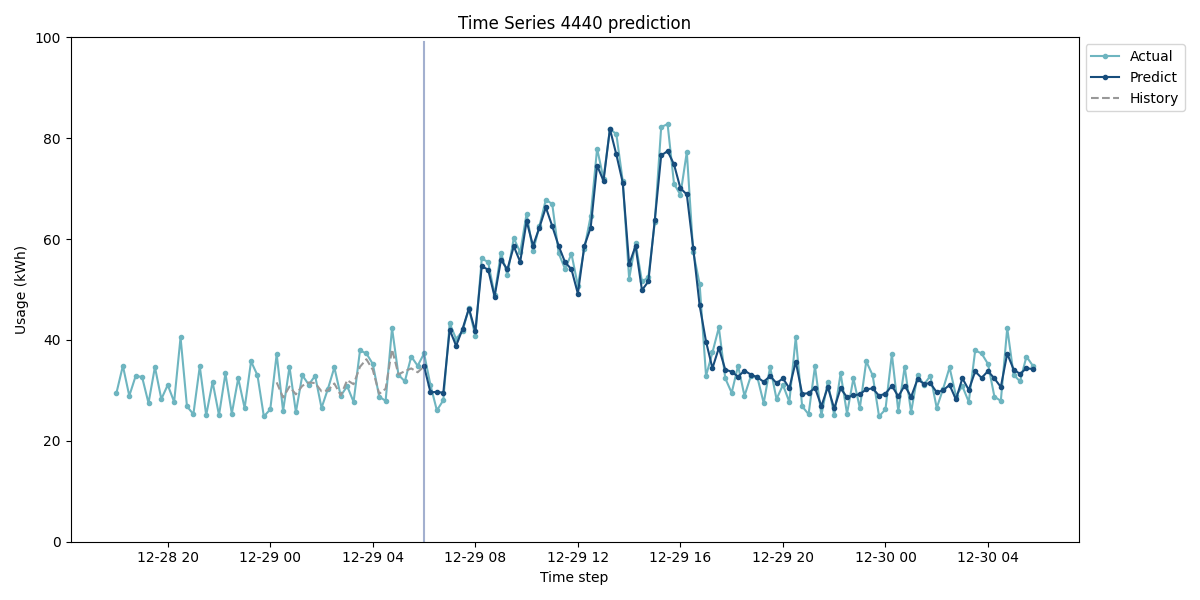 Time Series 4440 prediction
Usage (kWh)
100
80
60
40
20
0
12-28 20
12-29 00
12-29 04
12-29 08
12-29 12
12-29 16
12-29 20
12-30 00
12-30 04
Time step
Actual
Predict
History